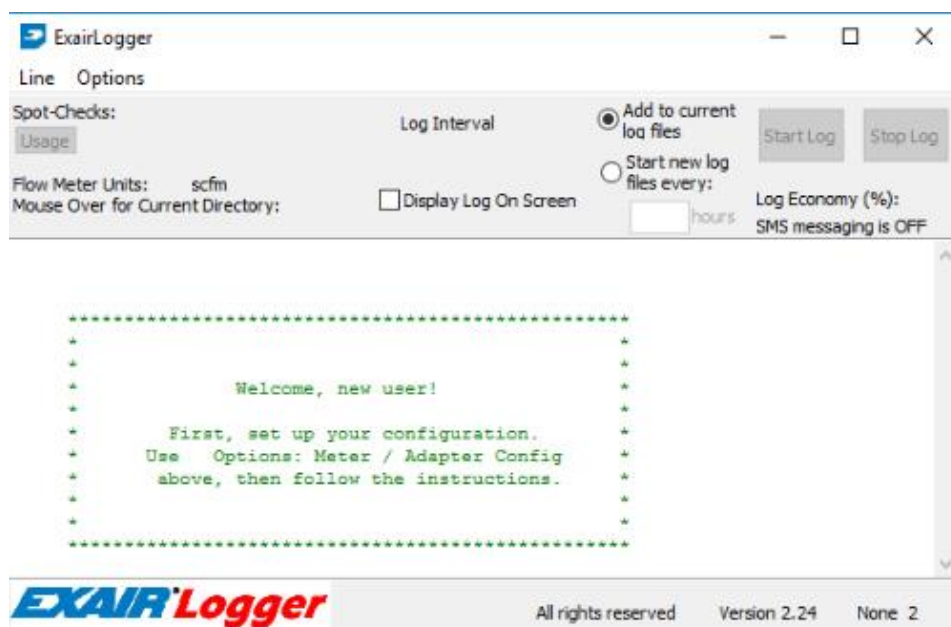 ExairLogger
Line Options
Spot-Checks:
Usage
Flow Meter Units: scfm
Mouse Over for Current Directory:
Log Interval
Display Log On Screen
Add to current
log files
Start new log
files every:
hours
Start Log Stop Log
Log Economy (%):
SMS messaging is OFF
**************************************************
* *
* *
* Welcome, new user! *
* *
* First, set up your configuration. *
* Use Options: Meter / Adapter Config *
* above, then follow the instructions. *
* *
* *
**************************************************
EXAIR Logger
All rights reserved Version 2.24 None 2